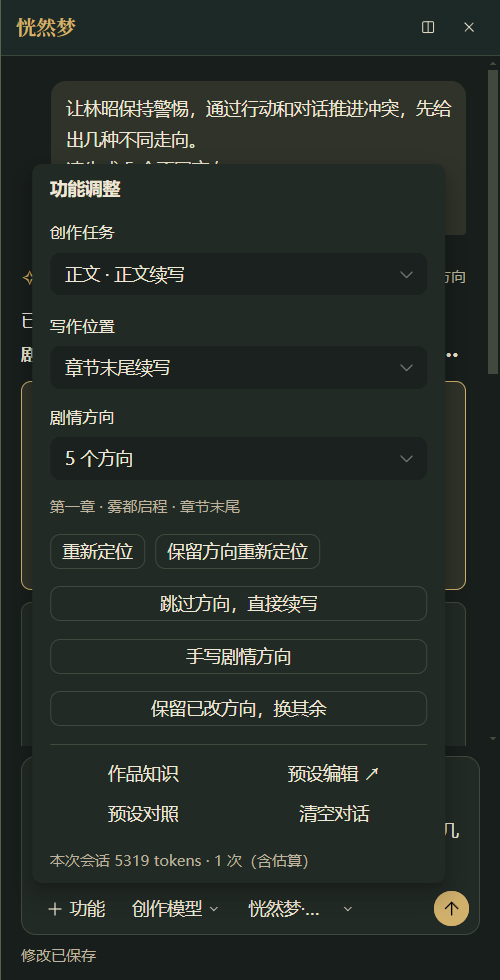 恍然梦
让林昭保持警惕，通过行动和对话推进冲突，先给
出几种不同走向。
功能调整
创作任务
正文 · 正文续写
方向
写作位置
章节末尾续写
剧情方向
5 个方向
第一章 · 雾都启程 · 章节末尾
重新定位 保留方向重新定位
跳过方向，直接续写
手写剧情方向
保留已改方向，换其余
作品知识 预设编辑 ↗
预设对照 清空对话
几
本次会话 5319 tokens · 1 次（含估算）
+ 功能 创作模型 恍然梦·...
修改已保存